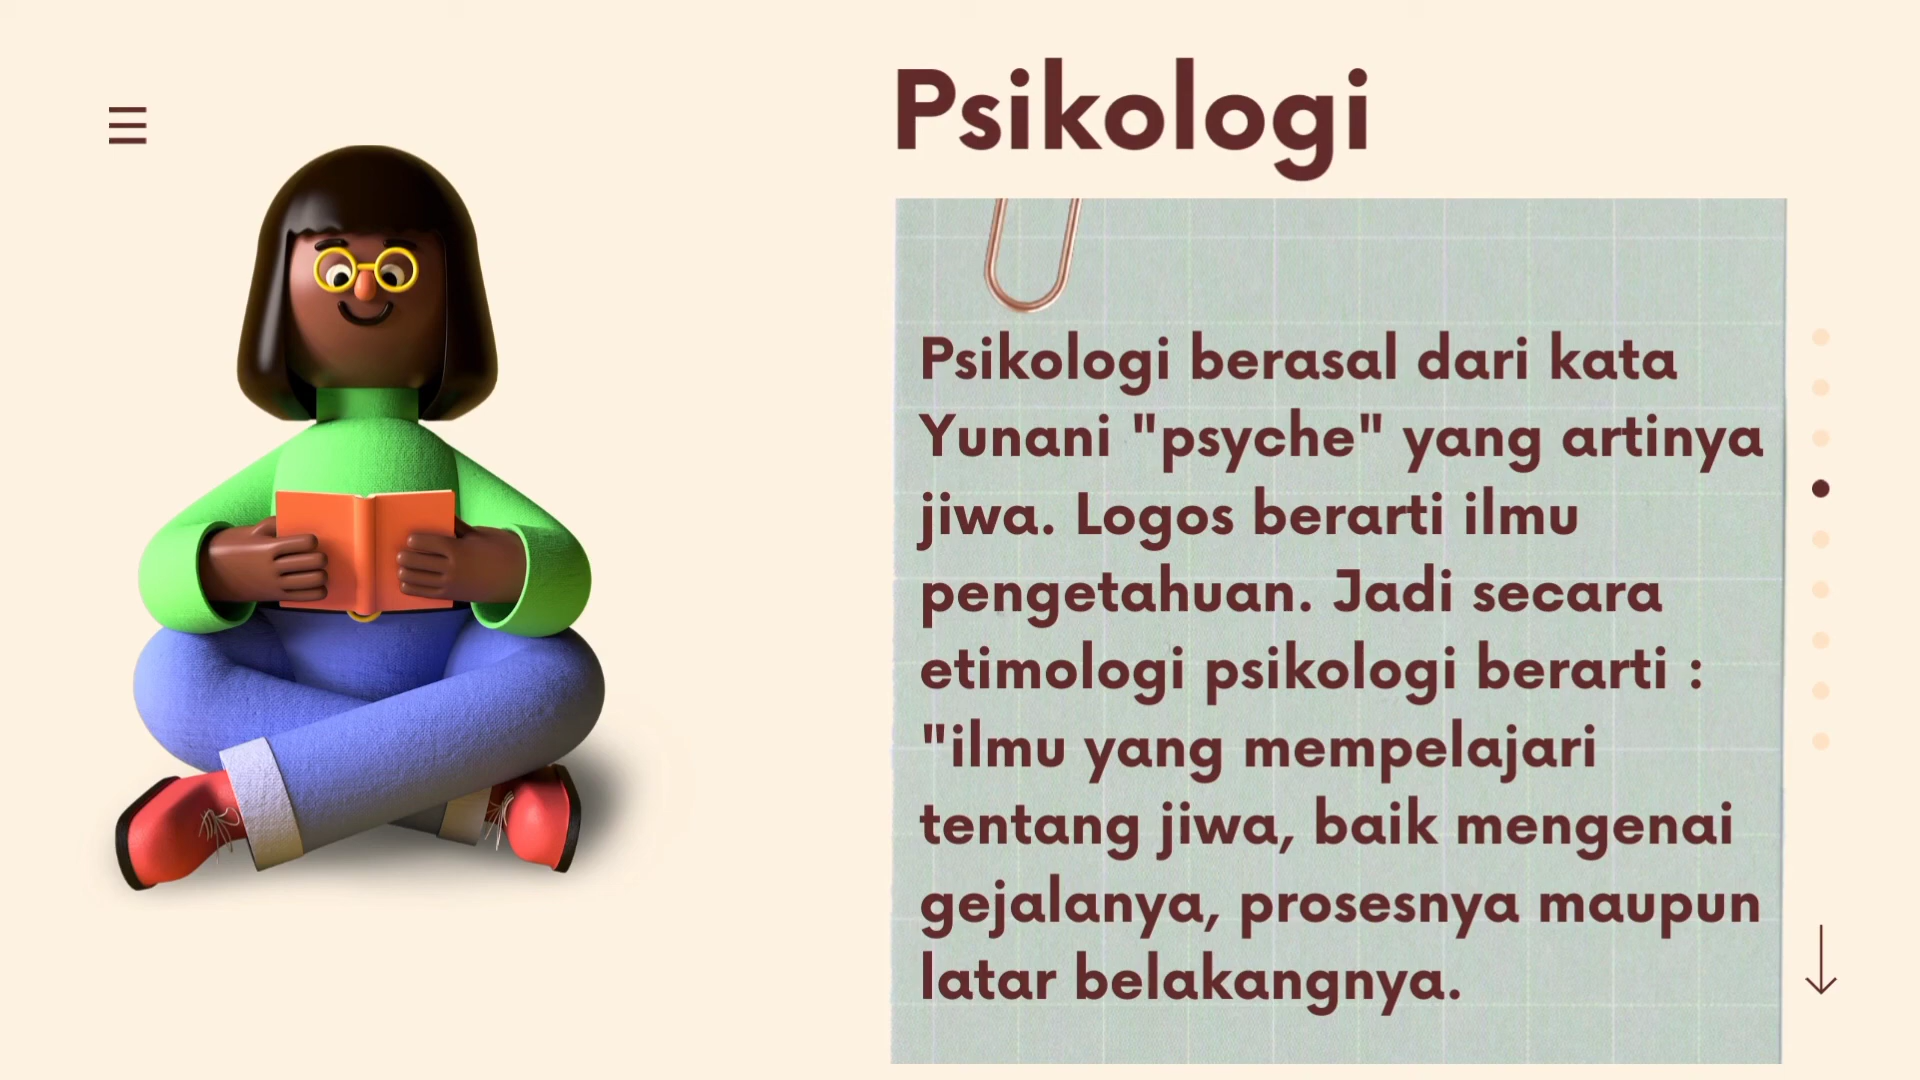 Psikologi
Psikologi berasal dari kata
Yunani "psyche" yang artinya
jiwa. Logos berarti ilmu
pengetahuan. Jadi secara
etimologi psikologi berarti :
"ilmu yang mempelajari
tentang jiwa, baik mengenai
gejalanya, prosesnya maupun
latar belakangnya.